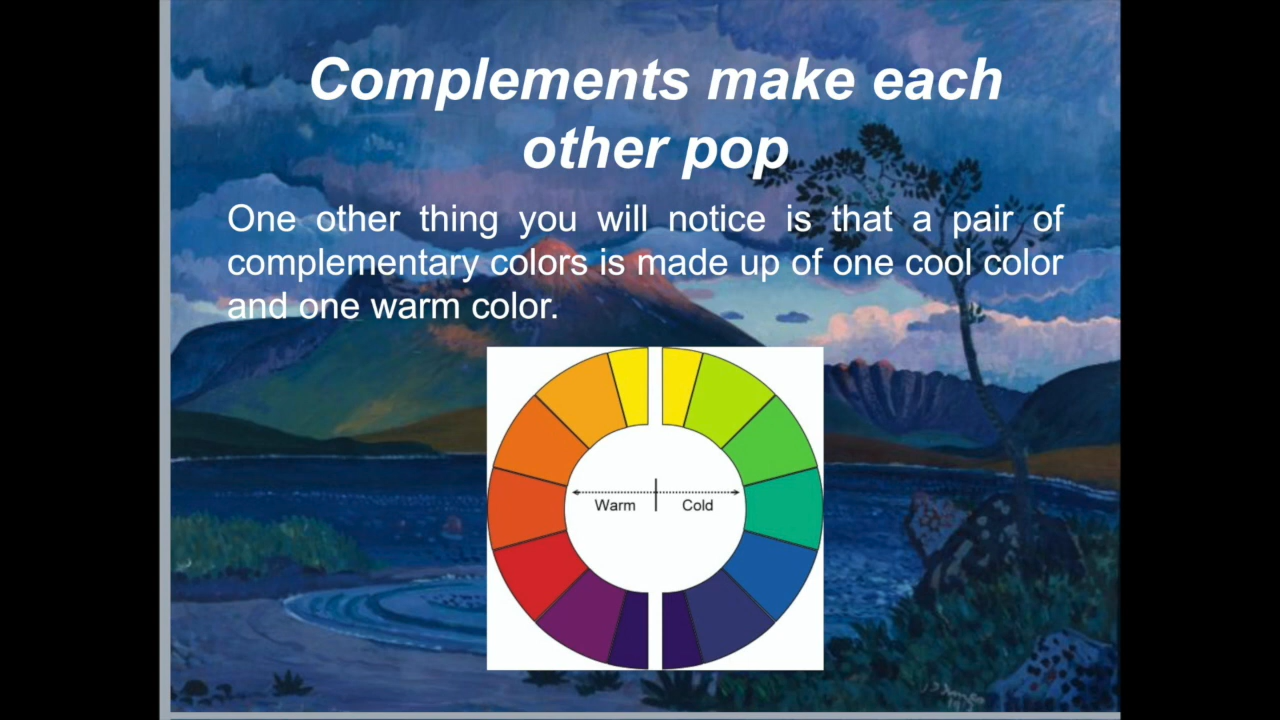 Complements make each
other pop
One other thing you will notice is that a pair of
complementary colors is made up of one cool color
and one warm color.
Warm Cold